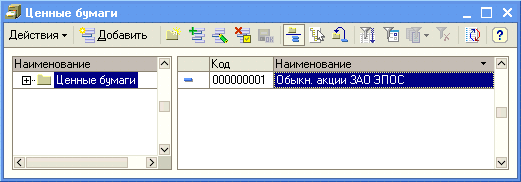 Ценные бумаги
Действия Добавить ?
Наименование
Ценные бумаги
Код Наименование
000000001 Обыкн. акции ЗАО ЭПОС